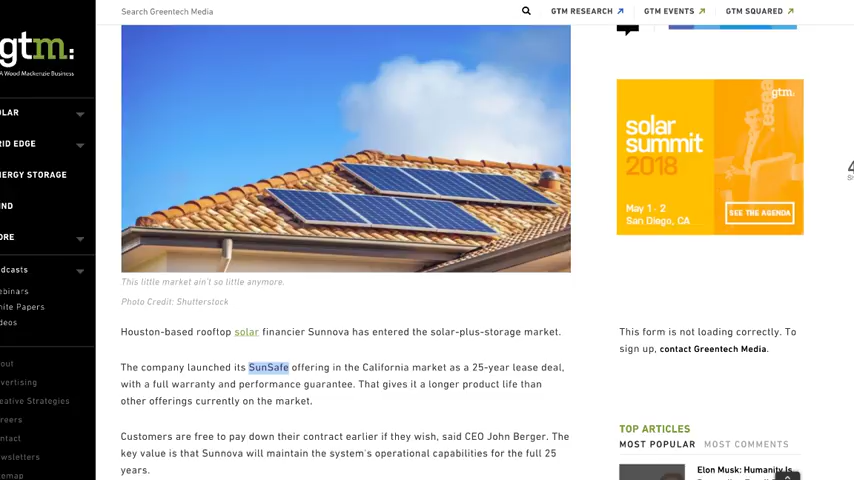 Search Greentech Media
GTM RESEARCH
GTM EVENTS
GTM SQUARED
gtm:
A Wood Mackenzie Business
OLAR
RID EDGE
NERGY STORAGE
IND
ORE
dcasts
ebinars
hite Papers
deos
out
vertising
eative Strategies
reers
ntact
wsletters
temap
This little market ain't so little anymore.
Photo Credit: Shutterstock
Houston-based rooftop solar financier Sunnova has entered the solar-plus-storage market.
The company launched its SunSafe offering in the California market as a 25-year lease deal,
with a full warranty and performance guarantee. That gives it a longer product life than
other offerings currently on the market.
Customers are free to pay down their contract earlier if they wish, said CEO John Berger. The
key value is that Sunnova will maintain the system's operational capabilities for the full 25
years.
gtm:
solar
summit
2018
May 1 - 2
San Diego, CA
SEE THE AGENDA
4
This form is not loading correctly. To
sign up, contact Greentech Media.
TOP ARTICLES
MOST POPULAR MOST COMMENTS
Elon Musk: Humanity Is